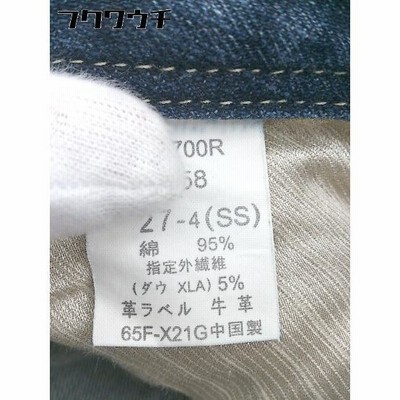 フクウウチ
700R
58
27-4(SS)
綿 95%
指定外繊維
(ダウ XLA) 5%
革ラベル 牛革
65F-X21G中国製